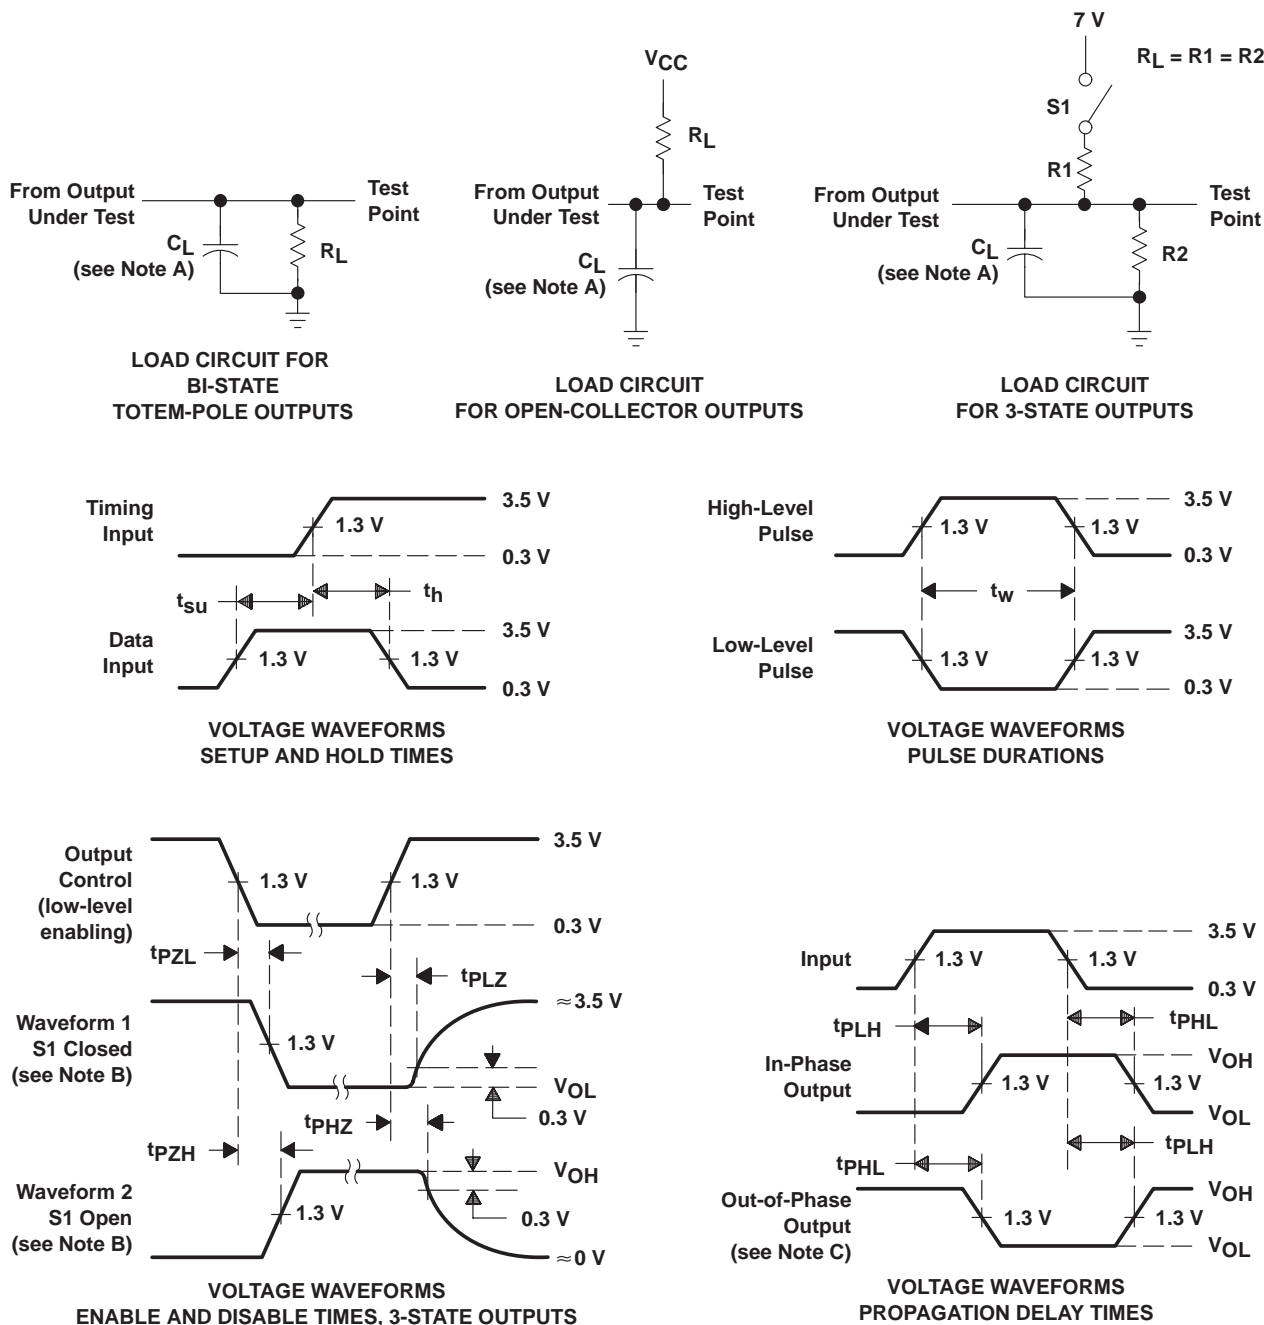 From Output
Under Test
Test
Point
CL
(see Note A)
RL
LOAD CIRCUIT FOR
BI-STATE
TOTEM-POLE OUTPUTS
VCC
RL
From Output
Under Test
Test
Point
CL
(see Note A)
LOAD CIRCUIT
FOR OPEN-COLLECTOR OUTPUTS
7 V
RL = R1 = R2
S1
R1
From Output
Under Test
Test
Point
CL
(see Note A)
R2
LOAD CIRCUIT
FOR 3-STATE OUTPUTS
Timing
Input
1.3 V
3.5 V
0.3 V
tsu
th
Data
Input
1.3 V
1.3 V
3.5 V
0.3 V
VOLTAGE WAVEFORMS
SETUP AND HOLD TIMES
High-Level
Pulse
1.3 V
1.3 V
3.5 V
0.3 V
tw
Low-Level
Pulse
1.3 V
1.3 V
3.5 V
0.3 V
VOLTAGE WAVEFORMS
PULSE DURATIONS
Output
Control
(low-level
enabling)
1.3 V
1.3 V
3.5 V
0.3 V
tPZL
tPLZ
Waveform 1
S1 Closed
(see Note B)
1.3 V
≈3.5 V
VOL
0.3 V
tPZH
tPHZ
Waveform 2
S1 Open
(see Note B)
1.3 V
VOH
0.3 V
≈0 V
VOLTAGE WAVEFORMS
ENABLE AND DISABLE TIMES, 3-STATE OUTPUTS
Input
1.3 V
1.3 V
3.5 V
0.3 V
tPLH
tPHL
In-Phase
Output
1.3 V
1.3 V
VOH
VOL
tPHL
tPLH
Out-of-Phase
Output
(see Note C)
1.3 V
1.3 V
VOH
VOL
VOLTAGE WAVEFORMS
PROPAGATION DELAY TIMES